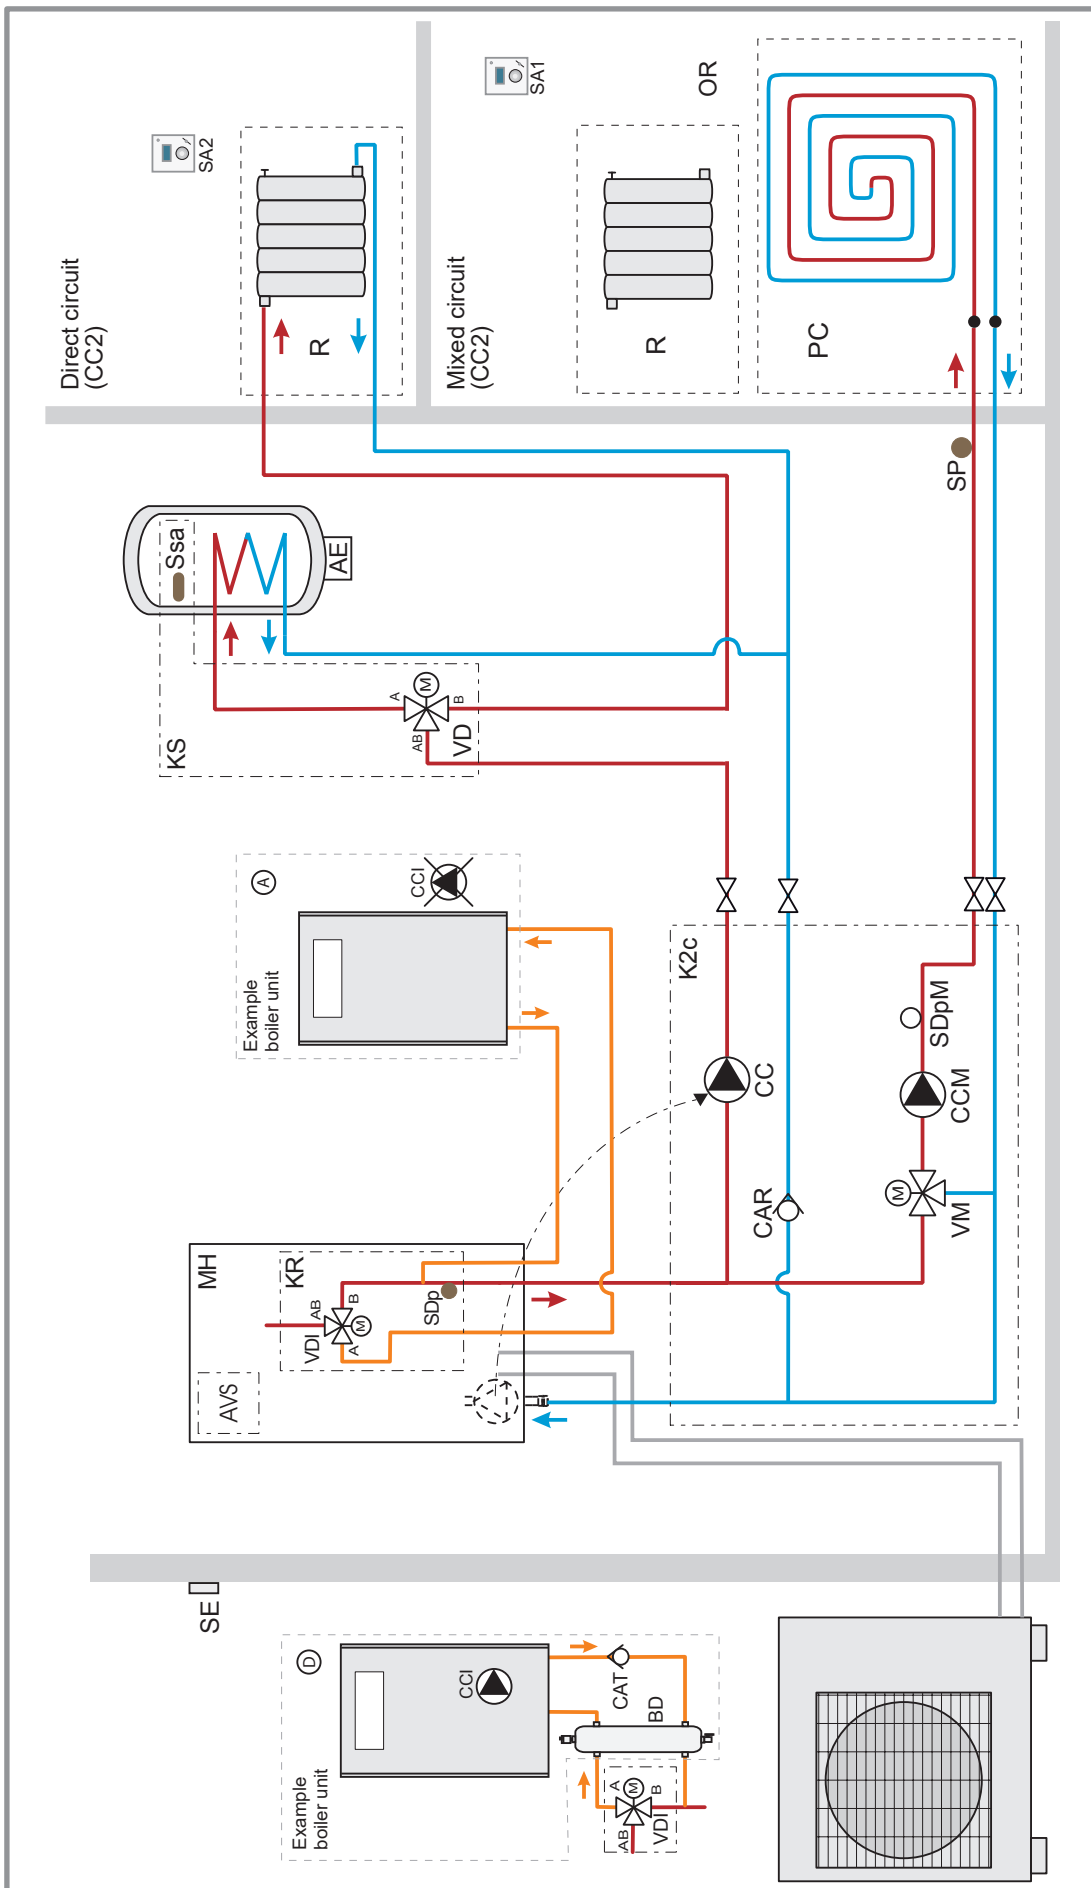 Direct circuit
(CC2)
SA2
R
Mixed circuit
(CC2)
SA1
R
OR
PC
SP
Ssa
AE
KS
A
M
B
AB
VD
A
CCI
Example
boiler unit
K2c
CC
CAR
SDpM
CCM
M
VM
MH
KR
AB
B
VDI
M
A
SDp
AVS
SE
D
CCI
CAT
BD
Example
boiler unit
A
M
B
AB
VDI